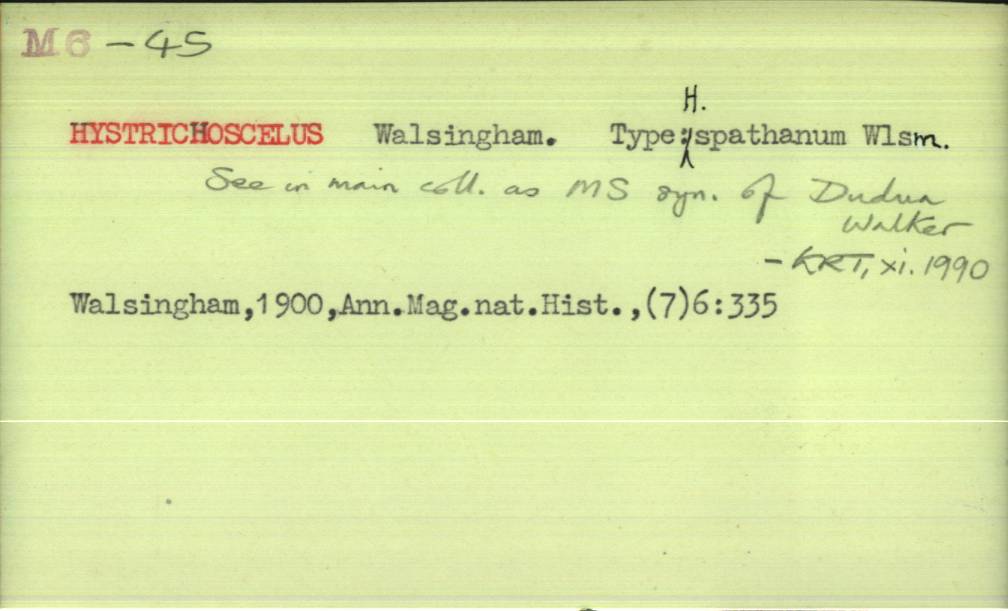 M6 - 45
HYSTRICHOSCELUS Walsingham. Type: H. spathanum Wlsm.
See in main coll. as MS syn. of Dudua
Walker
- KRT, xi. 1990
Walsingham,1900,Ann.Mag.nat.Hist.,(7)6:335